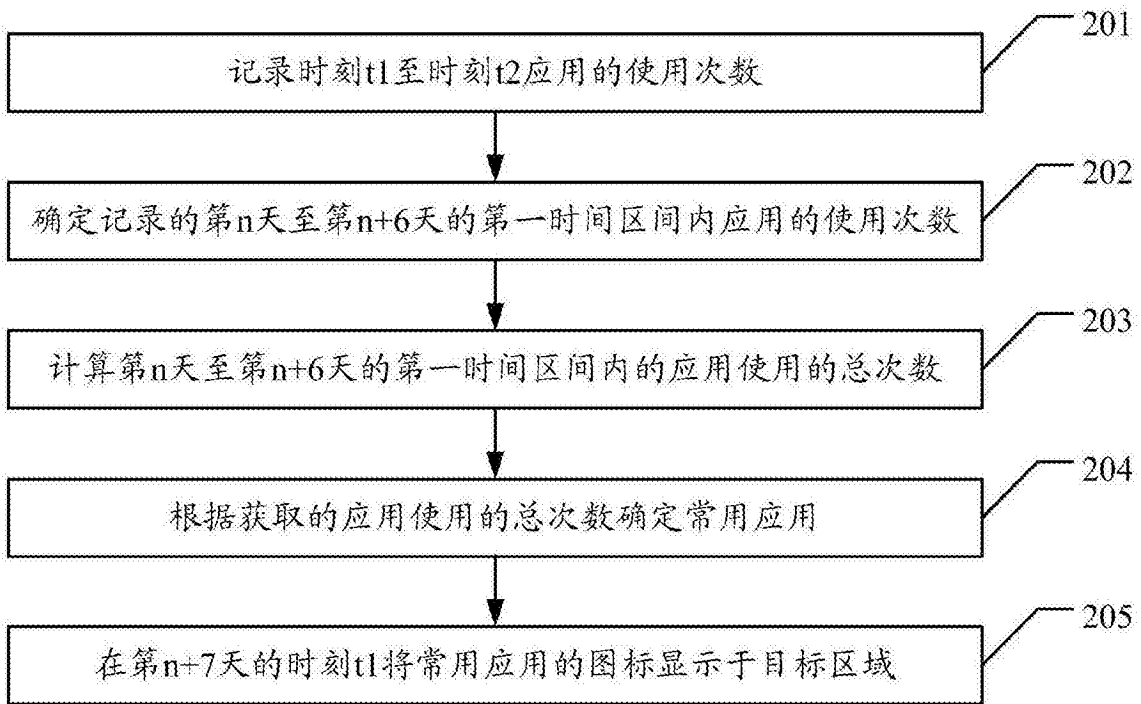 201
记录时刻t1至时刻t2应用的使用次数
202
确定记录的第n天至第n+6天的第一时间区间内应用的使用次数
203
计算第n天至第n+6天的第一时间区间内的应用使用的总次数
204
根据获取的应用使用的总次数确定常用应用
205
在第n+7天的时刻t1将常用应用的图标显示于目标区域